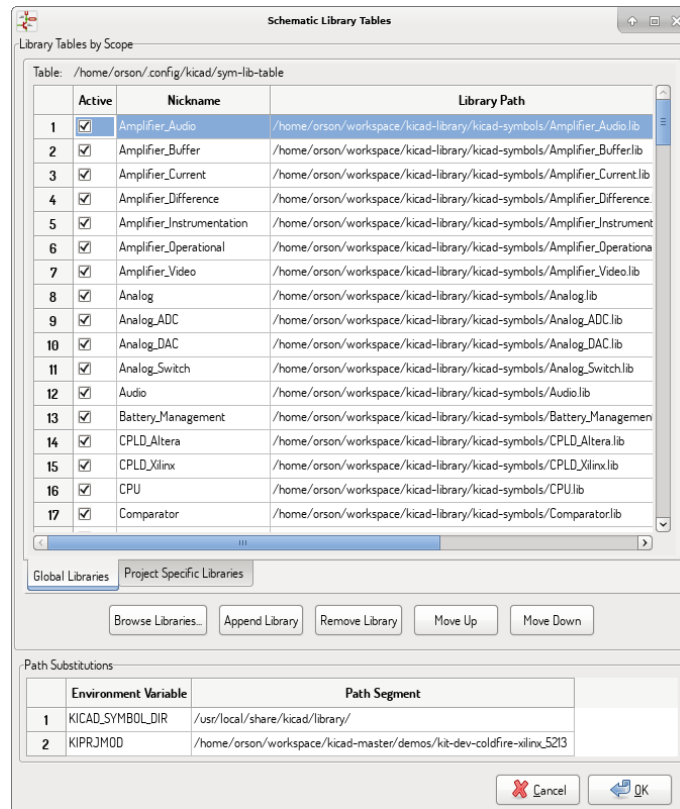 Schematic Library Tables
Library Tables by Scope
Table: /home/orson/.config/kicad/sym-lib-table
Active Nickname Library Path
1 Amplifier_Audio /home/orson/workspace/kicad-library/kicad-symbols/Amplifier_Audio.lib
2 Amplifier_Buffer /home/orson/workspace/kicad-library/kicad-symbols/Amplifier_Buffer.lib
3 Amplifier_Current /home/orson/workspace/kicad-library/kicad-symbols/Amplifier_Current.lib
4 Amplifier_Difference /home/orson/workspace/kicad-library/kicad-symbols/Amplifier_Difference.
5 Amplifier_Instrumentation /home/orson/workspace/kicad-library/kicad-symbols/Amplifier_Instrument
6 Amplifier_Operational /home/orson/workspace/kicad-library/kicad-symbols/Amplifier_Operationa
7 Amplifier_Video /home/orson/workspace/kicad-library/kicad-symbols/Amplifier_Video.lib
8 Analog /home/orson/workspace/kicad-library/kicad-symbols/Analog.lib
9 Analog_ADC /home/orson/workspace/kicad-library/kicad-symbols/Analog_ADC.lib
10 Analog_DAC /home/orson/workspace/kicad-library/kicad-symbols/Analog_DAC.lib
11 Analog_Switch /home/orson/workspace/kicad-library/kicad-symbols/Analog_Switch.lib
12 Audio /home/orson/workspace/kicad-library/kicad-symbols/Audio.lib
13 Battery_Management /home/orson/workspace/kicad-library/kicad-symbols/Battery_Managemen
14 CPLD_Altera /home/orson/workspace/kicad-library/kicad-symbols/CPLD_Altera.lib
15 CPLD_Xilinx /home/orson/workspace/kicad-library/kicad-symbols/CPLD_Xilinx.lib
16 CPU /home/orson/workspace/kicad-library/kicad-symbols/CPU.lib
17 Comparator /home/orson/workspace/kicad-library/kicad-symbols/Comparator.lib
Global Libraries Project Specific Libraries
Browse Libraries... Append Library Remove Library Move Up Move Down
Path Substitutions
Environment Variable Path Segment
1 KICAD_SYMBOL_DIR /usr/local/share/kicad/library/
2 KIPRJMOD /home/orson/workspace/kicad-master/demos/kit-dev-coldfire-xilinx_5213
Cancel OK